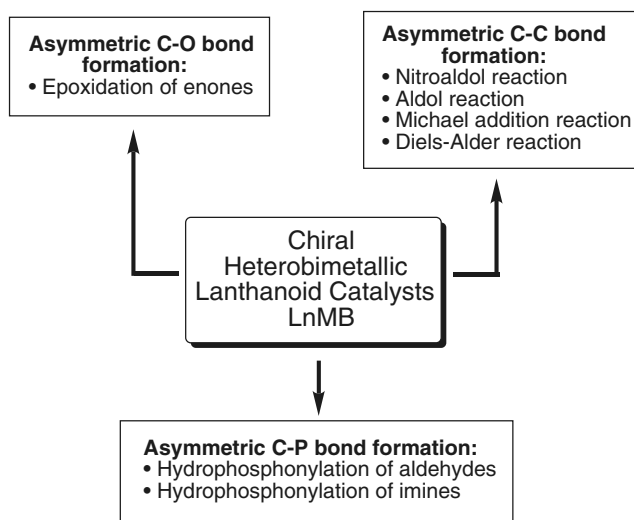 Asymmetric C-O bond
formation:
• Epoxidation of enones
Asymmetric C-C bond
formation:
• Nitroaldol reaction
• Aldol reaction
• Michael addition reaction
• Diels-Alder reaction
Chiral
Heterobimetallic
Lanthanoid Catalysts
LnMB
Asymmetric C-P bond formation:
• Hydrophosphonylation of aldehydes
• Hydrophosphonylation of imines